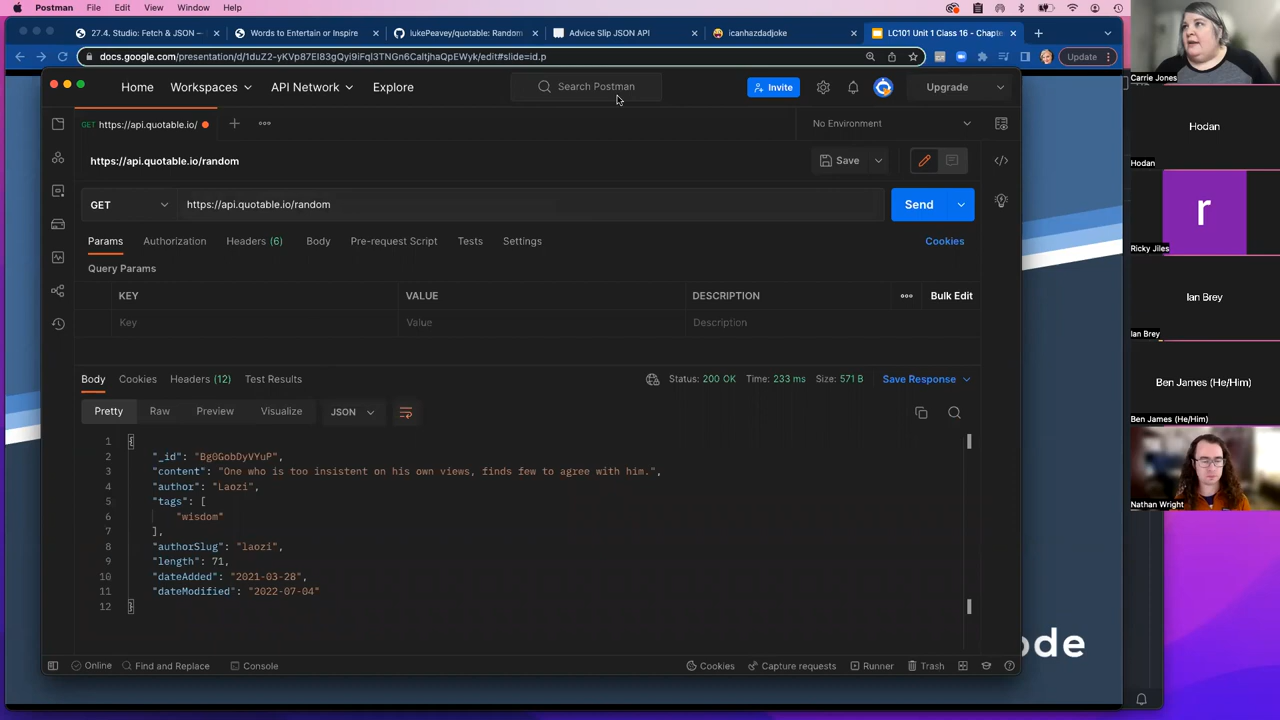 Postman File Edit View Window Help
27.4. Studio: Fetch & JSON —
Words to Entertain or Inspire
lukePeavey/quotable: Random
Advice Slip JSON API
icanhazdadjoke
LC101 Unit 1 Class 16 - Chapte
docs.google.com/presentation/d/1duZ2-yKVp87E183gQyi9FqI3TNGn6CaltjhaQpEWyk/edit#slide=id.p
Update
Home Workspaces API Network Explore
Search Postman
Invite
Upgrade
GET https://api.quotable.io/
No Environment
https://api.quotable.io/random
Save
GET https://api.quotable.io/random
Send
Params Authorization Headers (6) Body Pre-request Script Tests Settings
Cookies
Query Params
KEY VALUE DESCRIPTION
Bulk Edit
Key Value Description
Body Cookies Headers (12) Test Results
Status: 200 OK Time: 233 ms Size: 571 B
Save Response
Pretty Raw Preview Visualize JSON
1 {
2 "_id": "Bg0GobDyVYuP",
3 "content": "One who is too insistent on his own views, finds few to agree with him.",
4 "author": "Laozi",
5 "tags": [
6 "wisdom"
7 ],
8 "authorSlug": "laozi",
9 "length": 71,
10 "dateAdded": "2021-03-28",
11 "dateModified": "2022-07-04"
12 }
ode
Online Find and Replace Console
Cookies Capture requests Runner Trash
Carrie Jones
Hodan
Hodan
r
Ricky Jiles
Ian Brey
Ian Brey
Ben James (He/Him)
Ben James (He/Him)
Nathan Wright